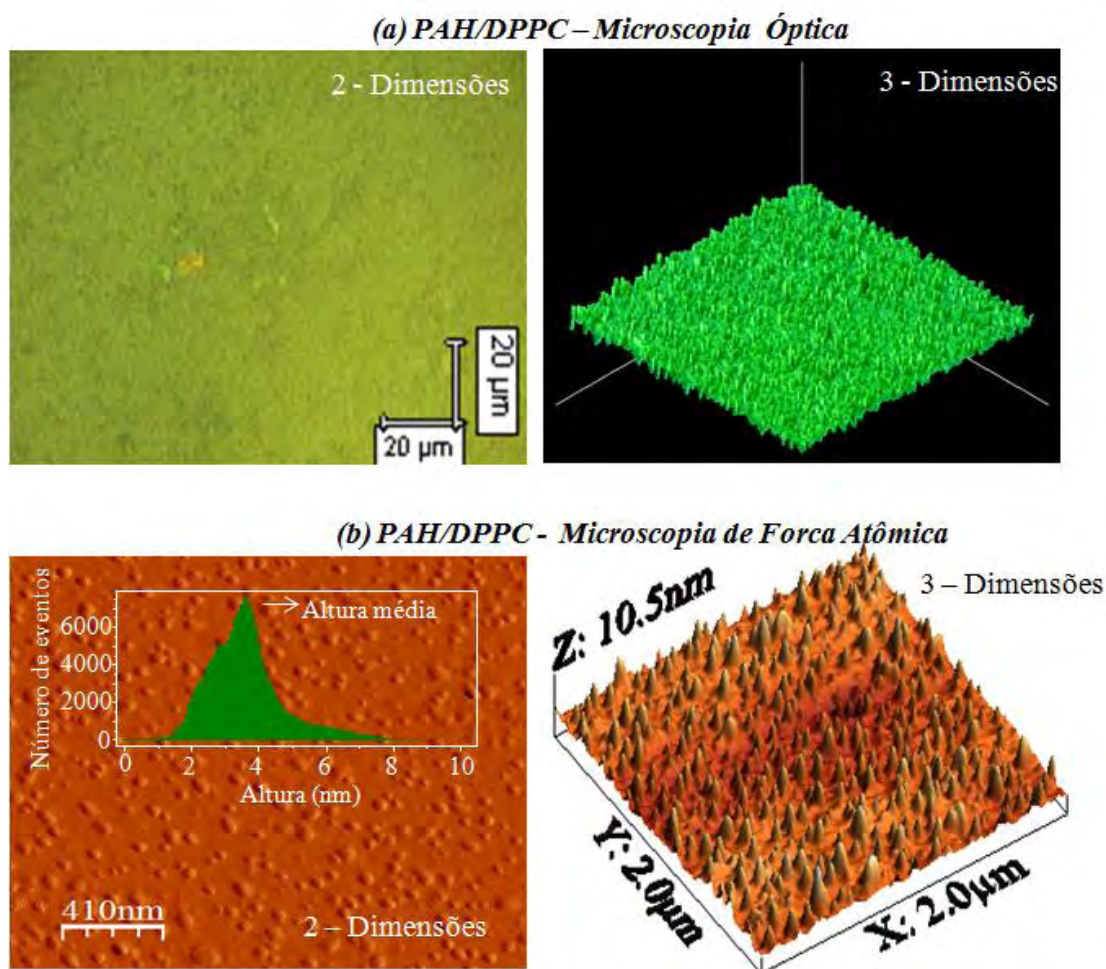 (a) PAH/DPPC – Microscopia Óptica
2 - Dimensões
20 µm
20 µm
3 - Dimensões
(b) PAH/DPPC - Microscopia de Forca Atômica
Número de eventos
6000
4000
2000
0
Altura média
0 2 4 6 8 10
Altura (nm)
410nm
2 – Dimensões
3 – Dimensões
Z: 10.5nm
Y: 2.0µm
X: 2.0µm